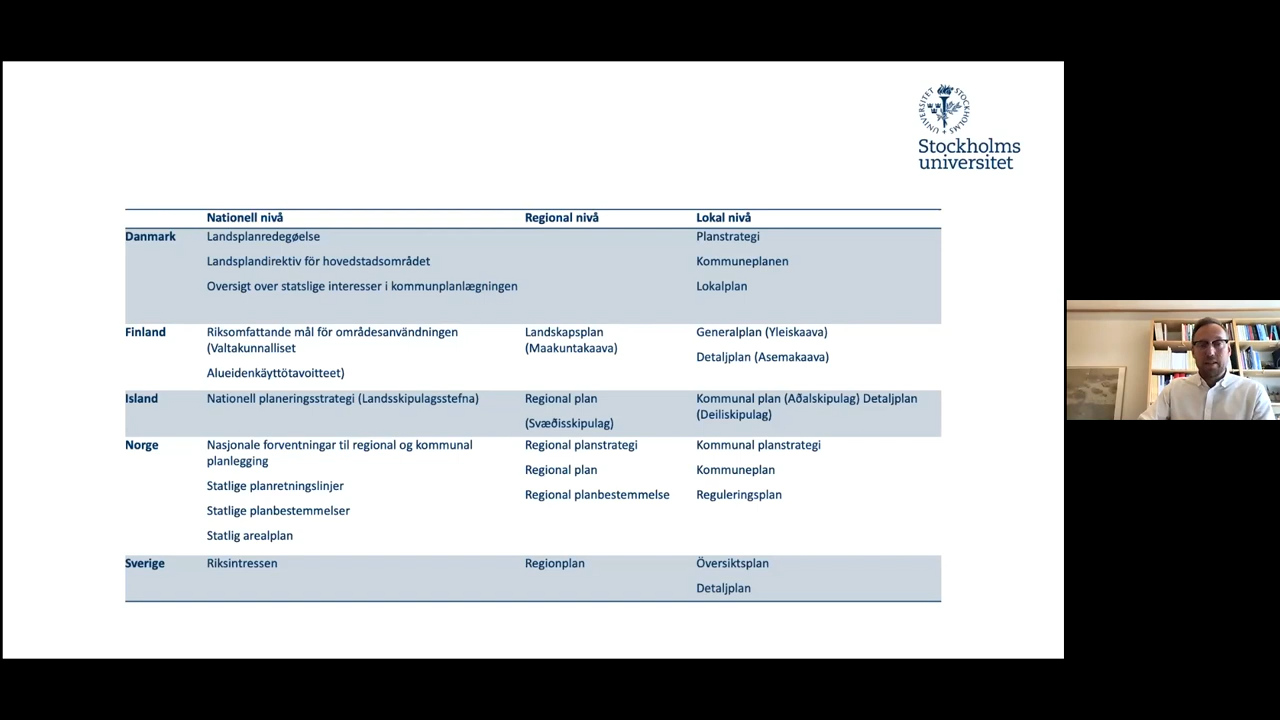 UNIVERSITET STOCKHOLMS
Stockholms
universitet
Nationell nivå Regional nivå Lokal nivå
Danmark Landsplanredegøelse Planstrategi
Landsplandirektiv för hovedstadsområdet Kommuneplanen
Oversigt over statslige interesser i kommunplanlægningen Lokalplan
Finland Riksomfattande mål för områdesanvändningen Landskapsplan Generalplan (Yleiskaava)
(Valtakunnalliset (Maakuntakaava) Detaljplan (Asemakaava)
Alueidenkäyttötavoitteet)
Island Nationell planeringsstrategi (Landsskipulagsstefna) Regional plan Kommunal plan (Aðalskipulag) Detaljplan
(Svæðisskipulag) (Deiliskipulag)
Norge Nasjonale forventningar til regional og kommunal Regional planstrategi Kommunal planstrategi
planlegging Regional plan Kommuneplan
Statlige planretningslinjer Regional planbestemmelse Reguleringsplan
Statlige planbestemmelser
Statlig arealplan
Sverige Riksintressen Regionplan Översiktsplan
Detaljplan